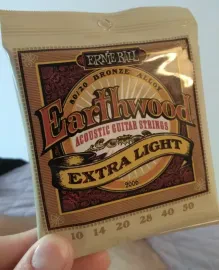 ERNIE BALL
80/20 BRONZE ALLOY
Earthwood
ACOUSTIC GUITAR STRINGS
EXTRA LIGHT
2006
10 14 20 28 40 50